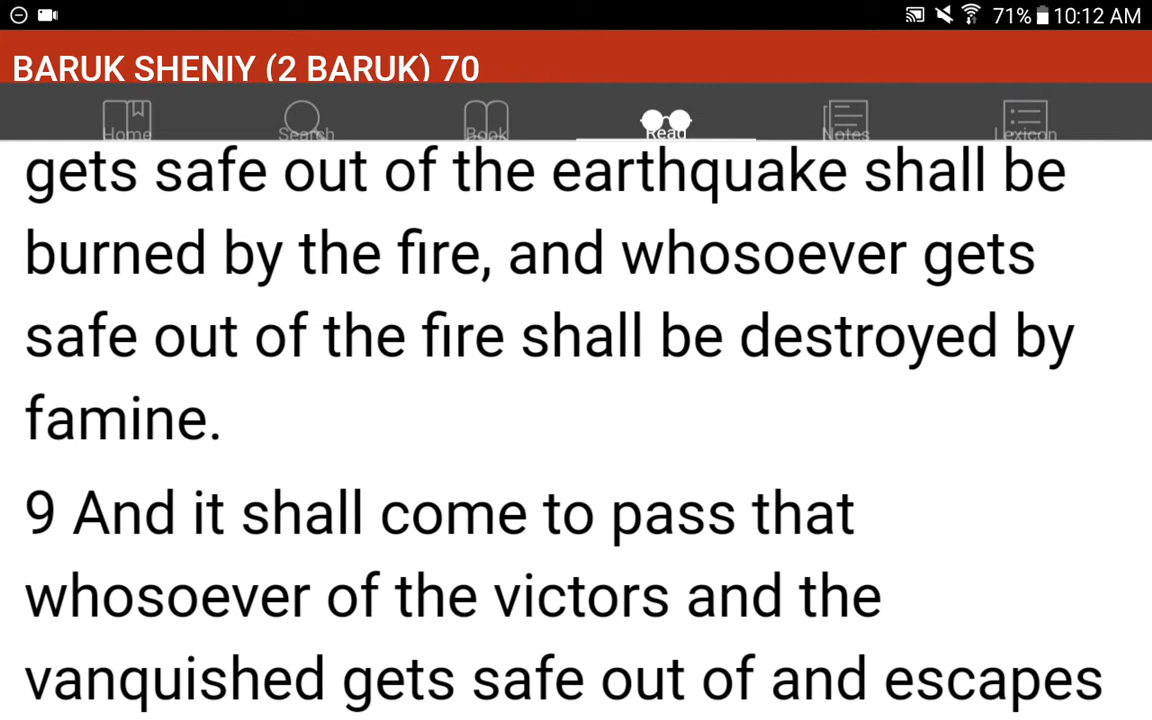 71% 10:12 AM
BARUK SHENIY (2 BARUK) 70
Home Search Book Read Notes Lexicon
gets safe out of the earthquake shall be
burned by the fire, and whosoever gets
safe out of the fire shall be destroyed by
famine.
9 And it shall come to pass that
whosoever of the victors and the
vanquished gets safe out of and escapes